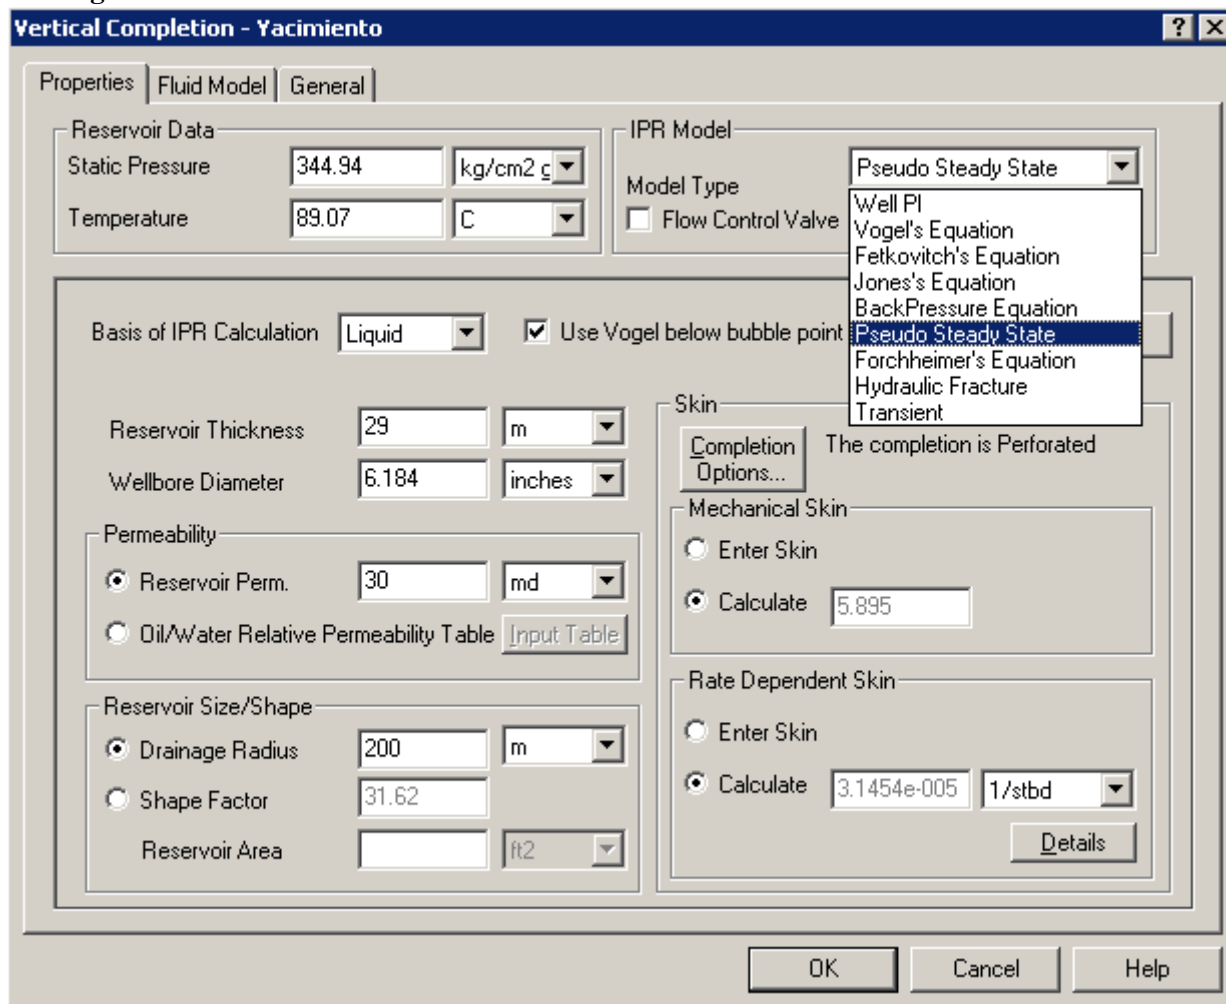 Vertical Completion - Yacimiento
Properties Fluid Model General
Reservoir Data
Static Pressure 344.94 kg/cm2 g
Temperature 89.07 C
IPR Model
Model Type Pseudo Steady State
Flow Control Valve
Well PI
Vogel's Equation
Fetkovitch's Equation
Jones's Equation
BackPressure Equation
Pseudo Steady State
Forchheimer's Equation
Hydraulic Fracture
Transient
Basis of IPR Calculation Liquid Use Vogel below bubble point
Reservoir Thickness 29 m
Wellbore Diameter 6.184 inches
Permeability
Reservoir Perm. 30 md
Oil/Water Relative Permeability Table Input Table
Reservoir Size/Shape
Drainage Radius 200 m
Shape Factor 31.62
Reservoir Area ft2
Skin
Completion Options... The completion is Perforated
Mechanical Skin
Enter Skin
Calculate 5.895
Rate Dependent Skin
Enter Skin
Calculate 3.1454e-005 1/stbd
Details
OK Cancel Help